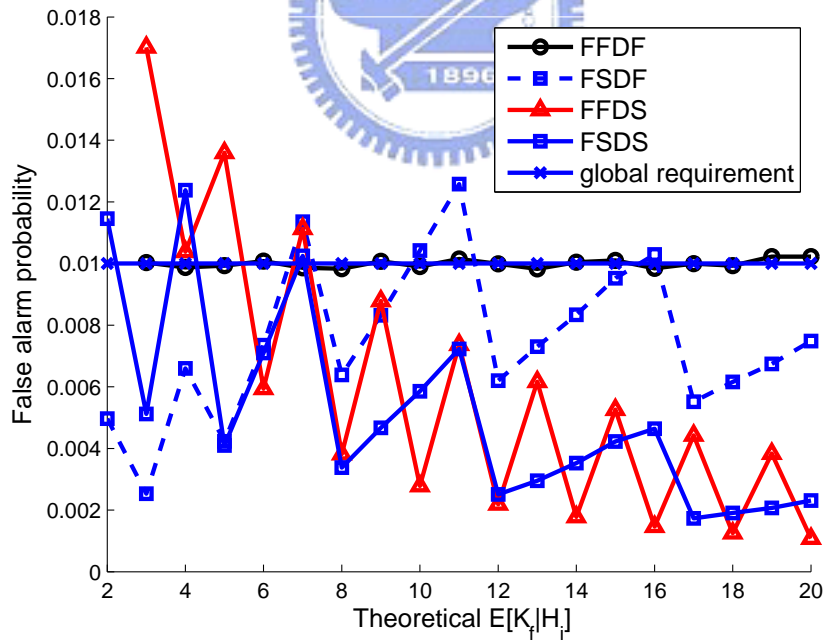 0.018
0.016
0.014
0.012
0.01
0.008
0.006
0.004
0.002
0
False alarm probability
1896
FFDF
FSDF
FFDS
FSDS
global requirement
2 4 6 8 10 12 14 16 18 20
Theoretical E[K_f|H_i]